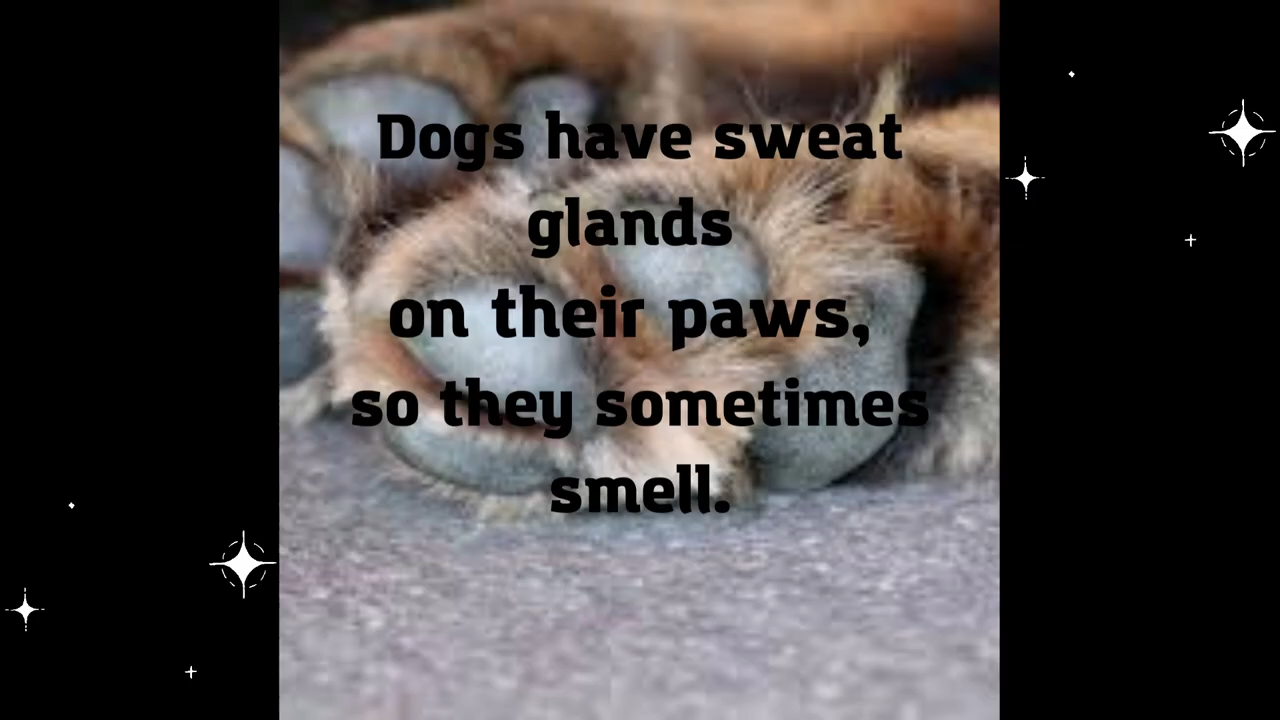 Dogs have sweat
glands
on their paws,
so they sometimes
smell.